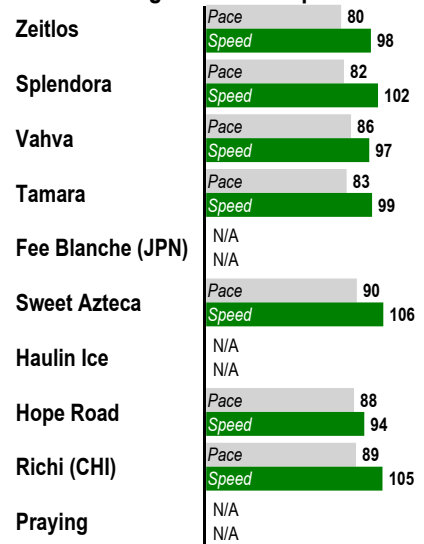 Zeitlos
Pace 80
Speed 98
Splendora
Pace 82
Speed 102
Vahva
Pace 86
Speed 97
Tamara
Pace 83
Speed 99
Fee Blanche (JPN)
N/A
N/A
Sweet Azteca
Pace 90
Speed 106
Haulin Ice
N/A
N/A
Hope Road
Pace 88
Speed 94
Richi (CHI)
Pace 89
Speed 105
Praying
N/A
N/A